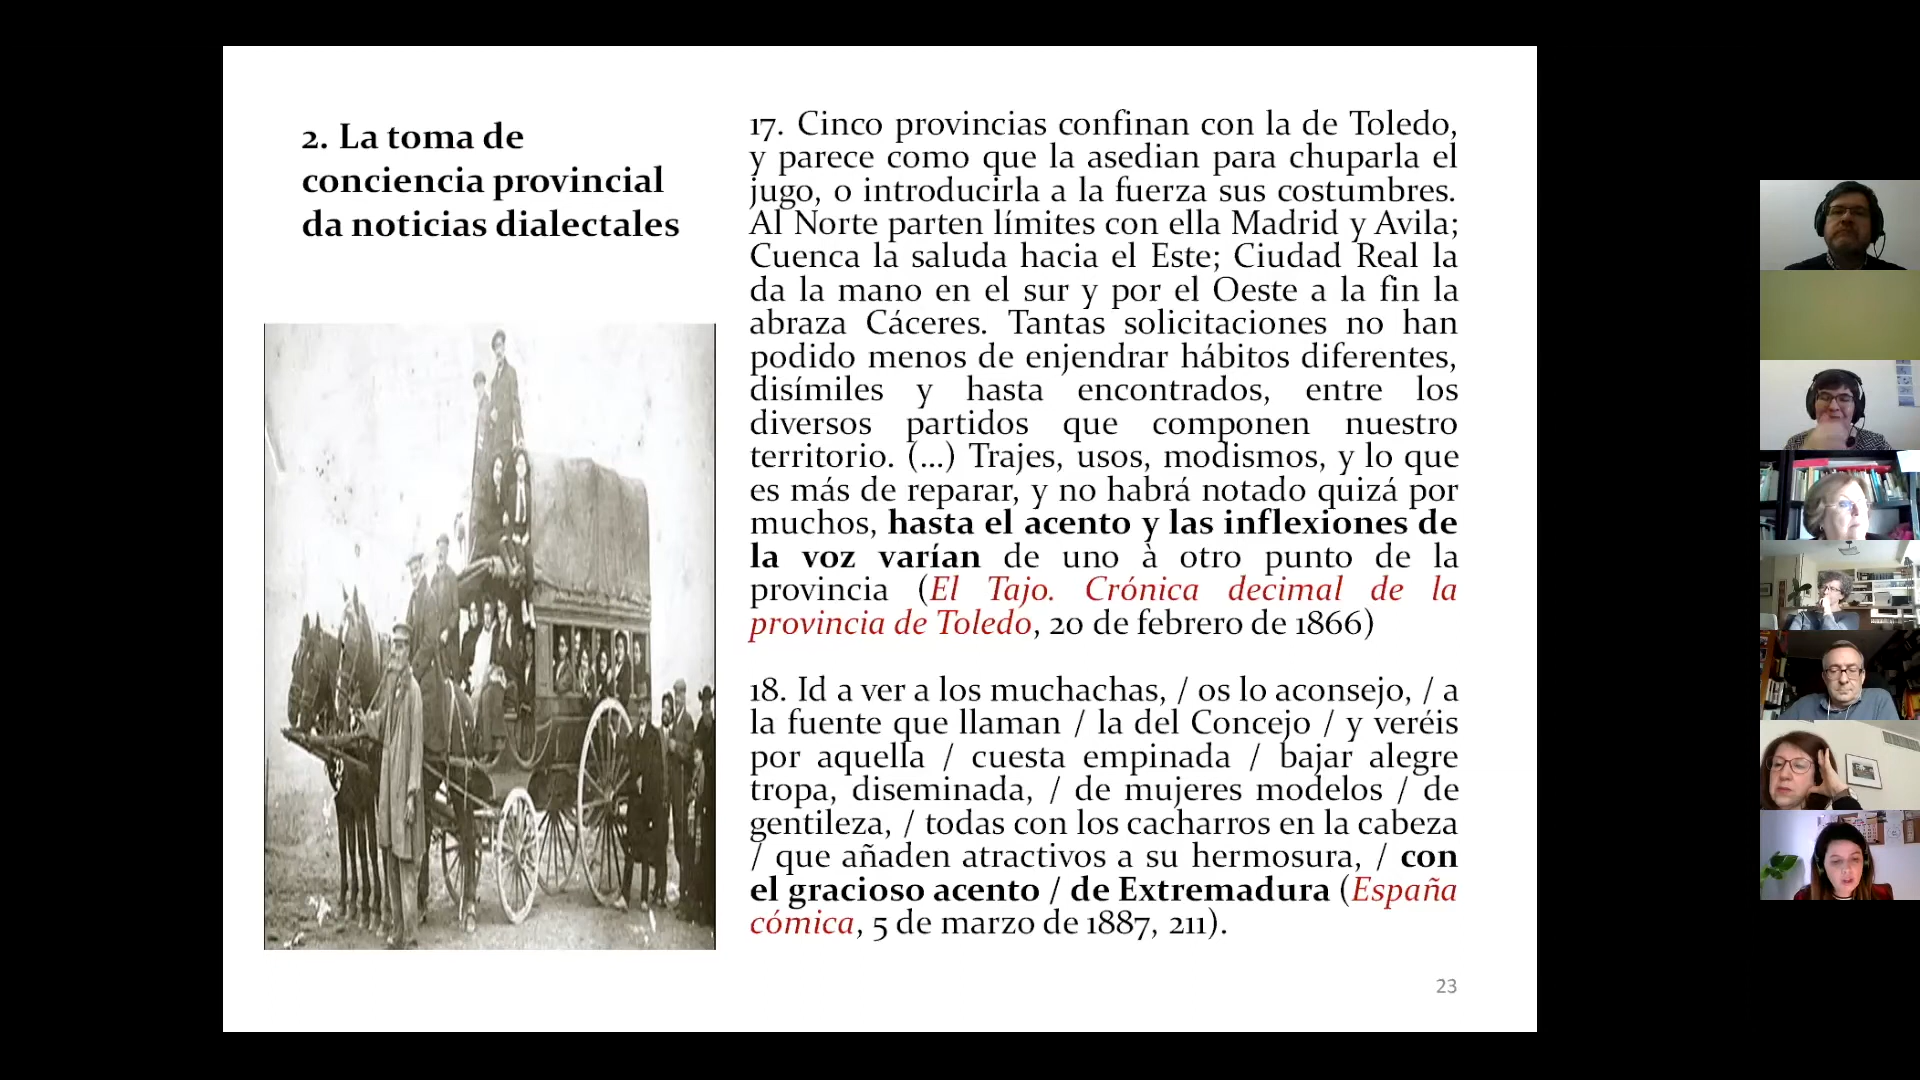 2. La toma de
conciencia provincial
da noticias dialectales
17. Cinco provincias confinan con la de Toledo,
y parece como que la asedian para chuparla el
jugo, o introducirla a la fuerza sus costumbres.
Al Norte parten límites con ella Madrid y Avila;
Cuenca la saluda hacia el Este; Ciudad Real la
da la mano en el sur y por el Oeste a la fin la
abraza Cáceres. Tantas solicitaciones no han
podido menos de enjendrar hábitos diferentes,
disímiles y hasta encontrados, entre los
diversos partidos que componen nuestro
territorio. (...) Trajes, usos, modismos, y lo que
es más de reparar, y no habrá notado quizá por
muchos, hasta el acento y las inflexiones de
la voz varían de uno à otro punto de la
provincia (El Tajo. Crónica decimal de la
provincia de Toledo, 20 de febrero de 1866)
18. Id a ver a los muchachas, / os lo aconsejo, / a
la fuente que llaman / la del Concejo / y veréis
por aquella / cuesta empinada / bajar alegre
tropa, diseminada, / de mujeres modelos / de
gentileza, / todas con los cacharros en la cabeza
/ que añaden atractivos a su hermosura, / con
el gracioso acento / de Extremadura (España
cómica, 5 de marzo de 1887, 211).
23